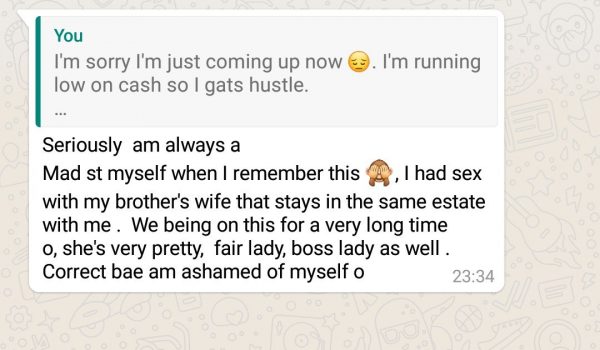 You
I'm sorry I'm just coming up now 😔. I'm running
low on cash so I gats hustle.
...
Seriously  am always a
Mad st myself when I remember this 🙈, I had sex
with my brother's wife that stays in the same estate
with me .  We being on this for a very long time
o, she's very pretty,  fair lady, boss lady as well .
Correct bae am ashamed of myself o
23:34